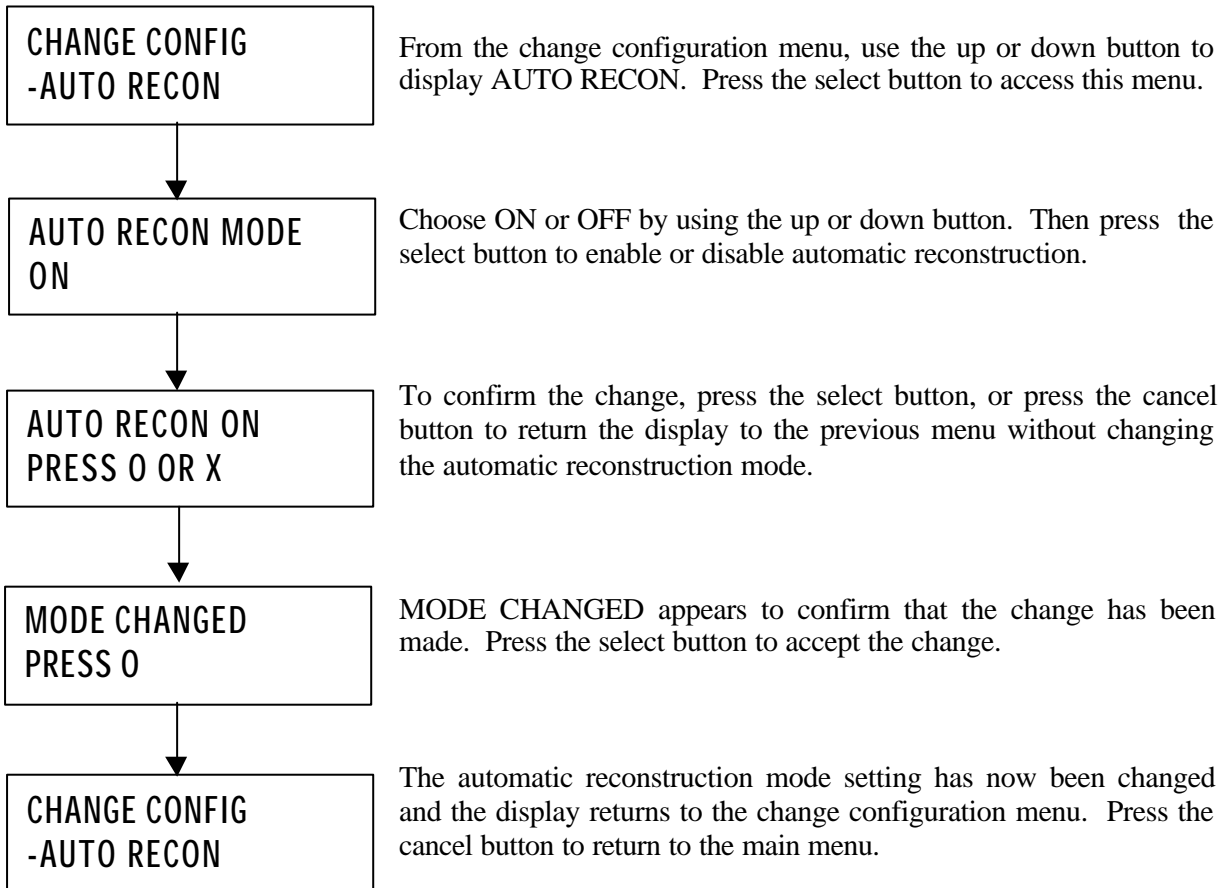 CHANGE CONFIG
-AUTO RECON
From the change configuration menu, use the up or down button to
display AUTO RECON.  Press the select button to access this menu.
AUTO RECON MODE
ON
Choose ON or OFF by using the up or down button.  Then press  the
select button to enable or disable automatic reconstruction.
AUTO RECON ON
PRESS O OR X
To confirm the change, press the select button, or press the cancel
button to return the display to the previous menu without changing
the automatic reconstruction mode.
MODE CHANGED
PRESS O
MODE CHANGED appears to confirm that the change has been
made.  Press the select button to accept the change.
CHANGE CONFIG
-AUTO RECON
The automatic reconstruction mode setting has now been changed
and the display returns to the change configuration menu.  Press the
cancel button to return to the main menu.